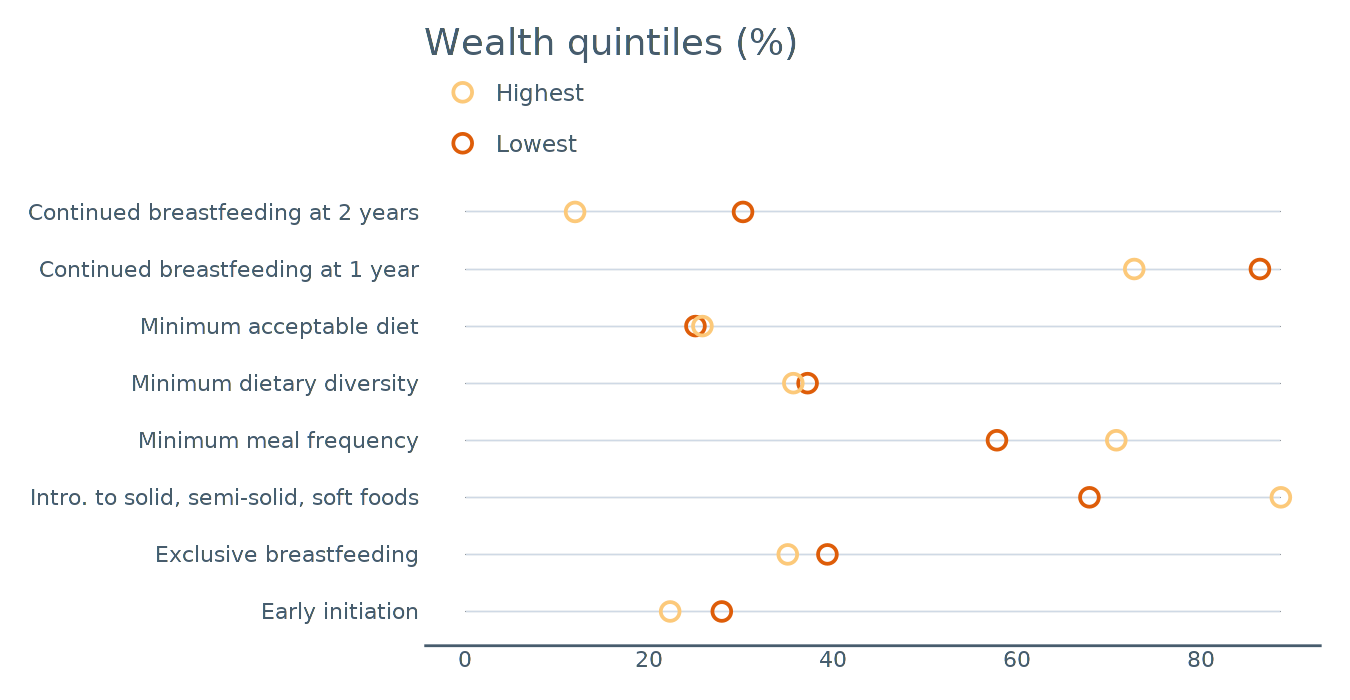 Wealth quintiles (%)
Highest
Lowest
Continued breastfeeding at 2 years
Continued breastfeeding at 1 year
Minimum acceptable diet
Minimum dietary diversity
Minimum meal frequency
Intro. to solid, semi-solid, soft foods
Exclusive breastfeeding
Early initiation
0 20 40 60 80